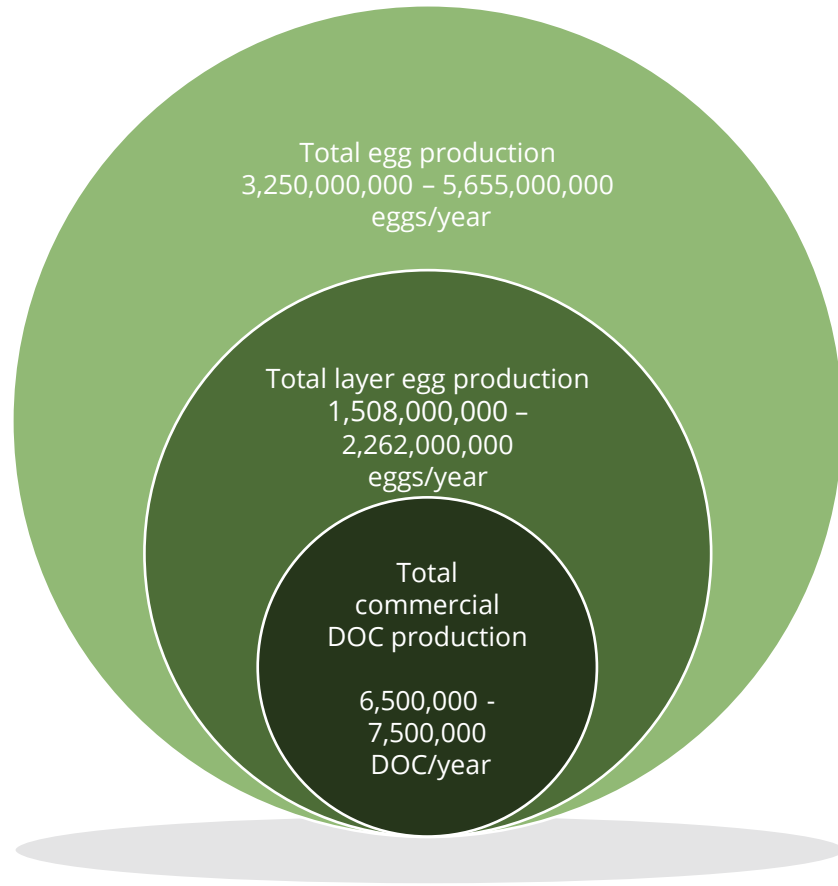 Total egg production
3,250,000,000 – 5,655,000,000
eggs/year
Total layer egg production
1,508,000,000 –
2,262,000,000
eggs/year
Total
commercial
DOC production
6,500,000 -
7,500,000
DOC/year